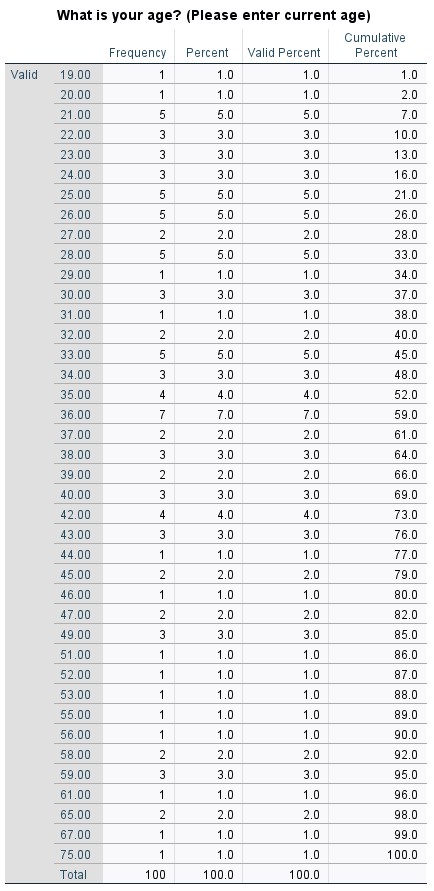 What is your age? (Please enter current age)
Frequency Percent Valid Percent Cumulative Percent
Valid 19.00 1 1.0 1.0 1.0
20.00 1 1.0 1.0 2.0
21.00 5 5.0 5.0 7.0
22.00 3 3.0 3.0 10.0
23.00 3 3.0 3.0 13.0
24.00 3 3.0 3.0 16.0
25.00 5 5.0 5.0 21.0
26.00 5 5.0 5.0 26.0
27.00 2 2.0 2.0 28.0
28.00 5 5.0 5.0 33.0
29.00 1 1.0 1.0 34.0
30.00 3 3.0 3.0 37.0
31.00 1 1.0 1.0 38.0
32.00 2 2.0 2.0 40.0
33.00 5 5.0 5.0 45.0
34.00 3 3.0 3.0 48.0
35.00 4 4.0 4.0 52.0
36.00 7 7.0 7.0 59.0
37.00 2 2.0 2.0 61.0
38.00 3 3.0 3.0 64.0
39.00 2 2.0 2.0 66.0
40.00 3 3.0 3.0 69.0
42.00 4 4.0 4.0 73.0
43.00 3 3.0 3.0 76.0
44.00 1 1.0 1.0 77.0
45.00 2 2.0 2.0 79.0
46.00 1 1.0 1.0 80.0
47.00 2 2.0 2.0 82.0
49.00 3 3.0 3.0 85.0
51.00 1 1.0 1.0 86.0
52.00 1 1.0 1.0 87.0
53.00 1 1.0 1.0 88.0
55.00 1 1.0 1.0 89.0
56.00 1 1.0 1.0 90.0
58.00 2 2.0 2.0 92.0
59.00 3 3.0 3.0 95.0
61.00 1 1.0 1.0 96.0
65.00 2 2.0 2.0 98.0
67.00 1 1.0 1.0 99.0
75.00 1 1.0 1.0 100.0
Total 100 100.0 100.0